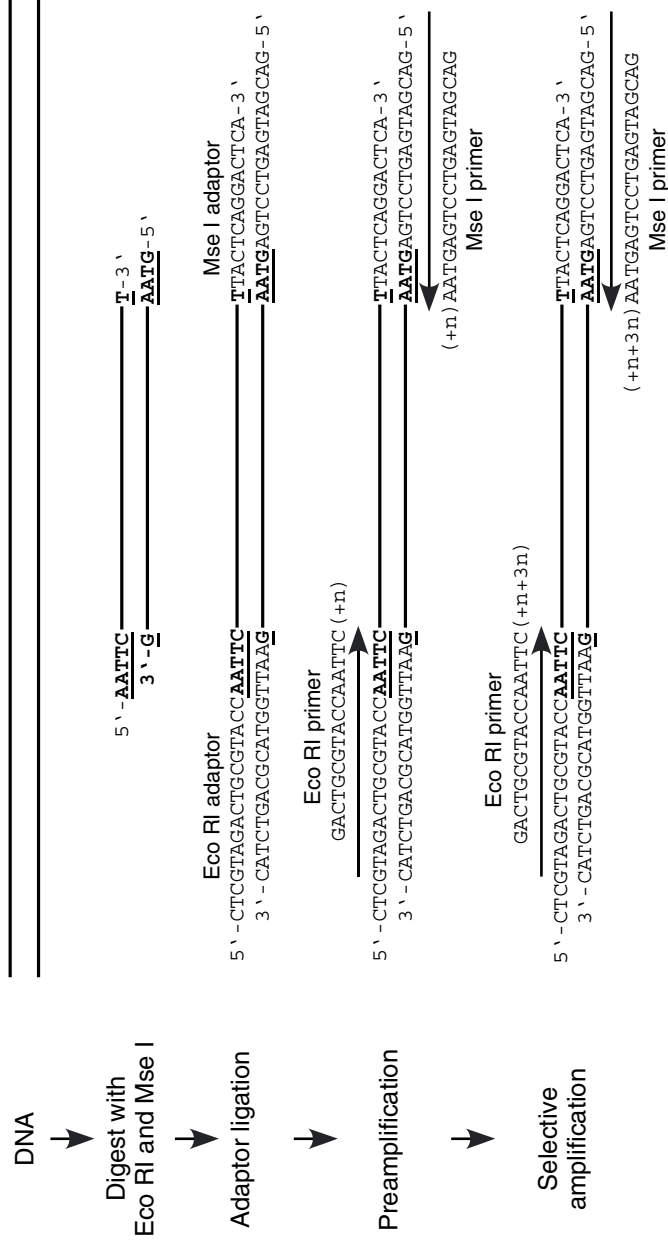 DNA
Digest with
Eco RI and Mse I
5‵-AATTC
T-3‵
3‵-G
AATG-5‵
Adaptor ligation
Eco RI adaptor
Mse I adaptor
5‵-CTCGTAGACTGCGTACCAATTC
TTACTCAGGACTCA-3‵
3‵-CATCTGACGCATGGTTAAG
AATGAGTCCTGAGTAGCAG-5‵
Preamplification
Eco RI primer
GACTGCGTACCAATTC(+n)
5‵-CTCGTAGACTGCGTACCAATTC
TTACTCAGGACTCA-3‵
3‵-CATCTGACGCATGGTTAAG
AATGAGTCCTGAGTAGCAG-5‵
(+n)AATGAGTCCTGAGTAGCAG
Mse I primer
Selective
amplification
Eco RI primer
GACTGCGTACCAATTC(+n+3n)
5‵-CTCGTAGACTGCGTACCAATTC
TTACTCAGGACTCA-3‵
3‵-CATCTGACGCATGGTTAAG
AATGAGTCCTGAGTAGCAG-5‵
(+n+3n)AATGAGTCCTGAGTAGCAG
Mse I primer